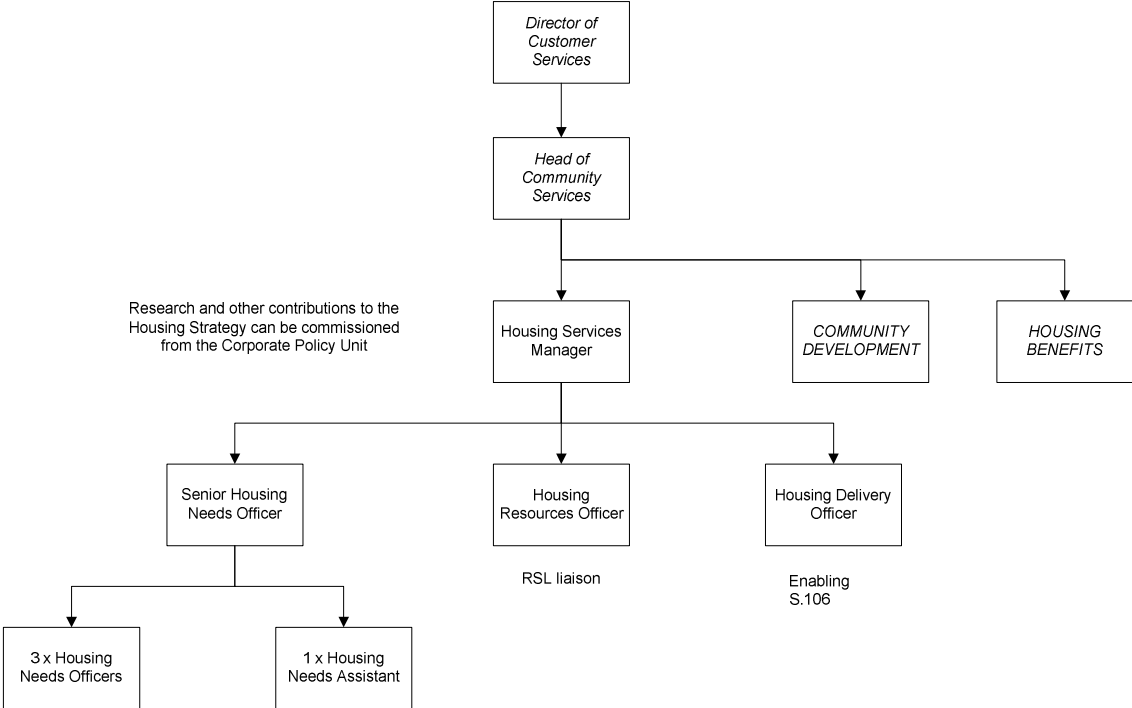 Director of
Customer
Services
Head of
Community
Services
Research and other contributions to the
Housing Strategy can be commissioned
from the Corporate Policy Unit
Housing Services
Manager
COMMUNITY
DEVELOPMENT
HOUSING
BENEFITS
Senior Housing
Needs Officer
Housing
Resources Officer
Housing Delivery
Officer
RSL liaison
Enabling
S.106
3 x Housing
Needs Officers
1 x Housing
Needs Assistant